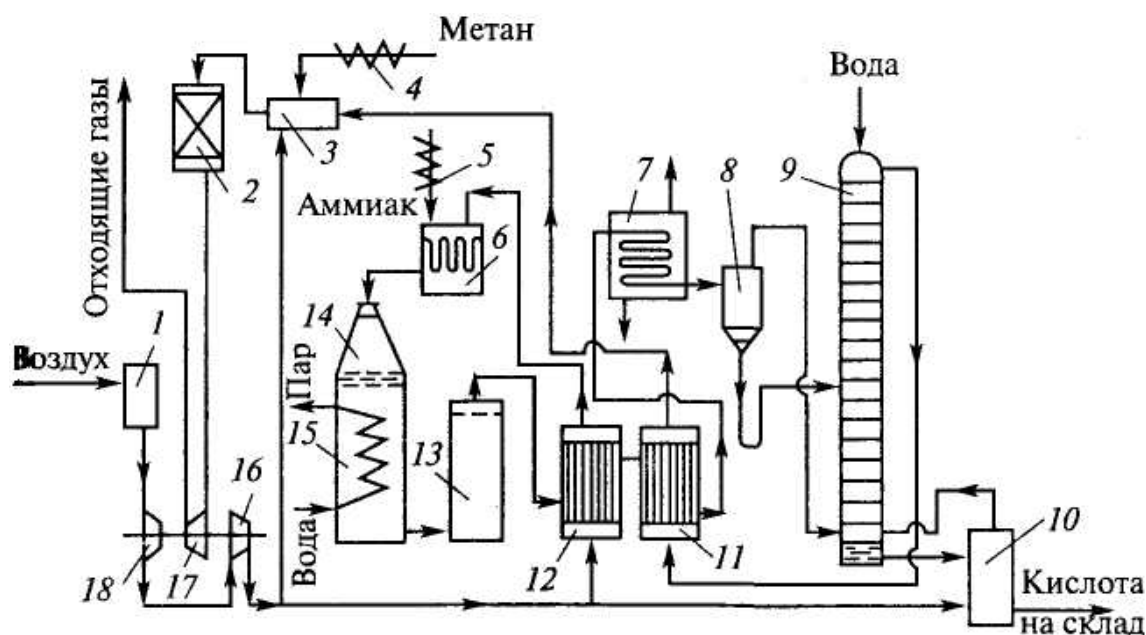 Метан
Вода
4
3
2
5
Аммиак
6
7
8
9
Отходящие газы
1
Воздух
14
Пар
15
13
16
Вода
12
11
10
18
17
Кислота
на склад